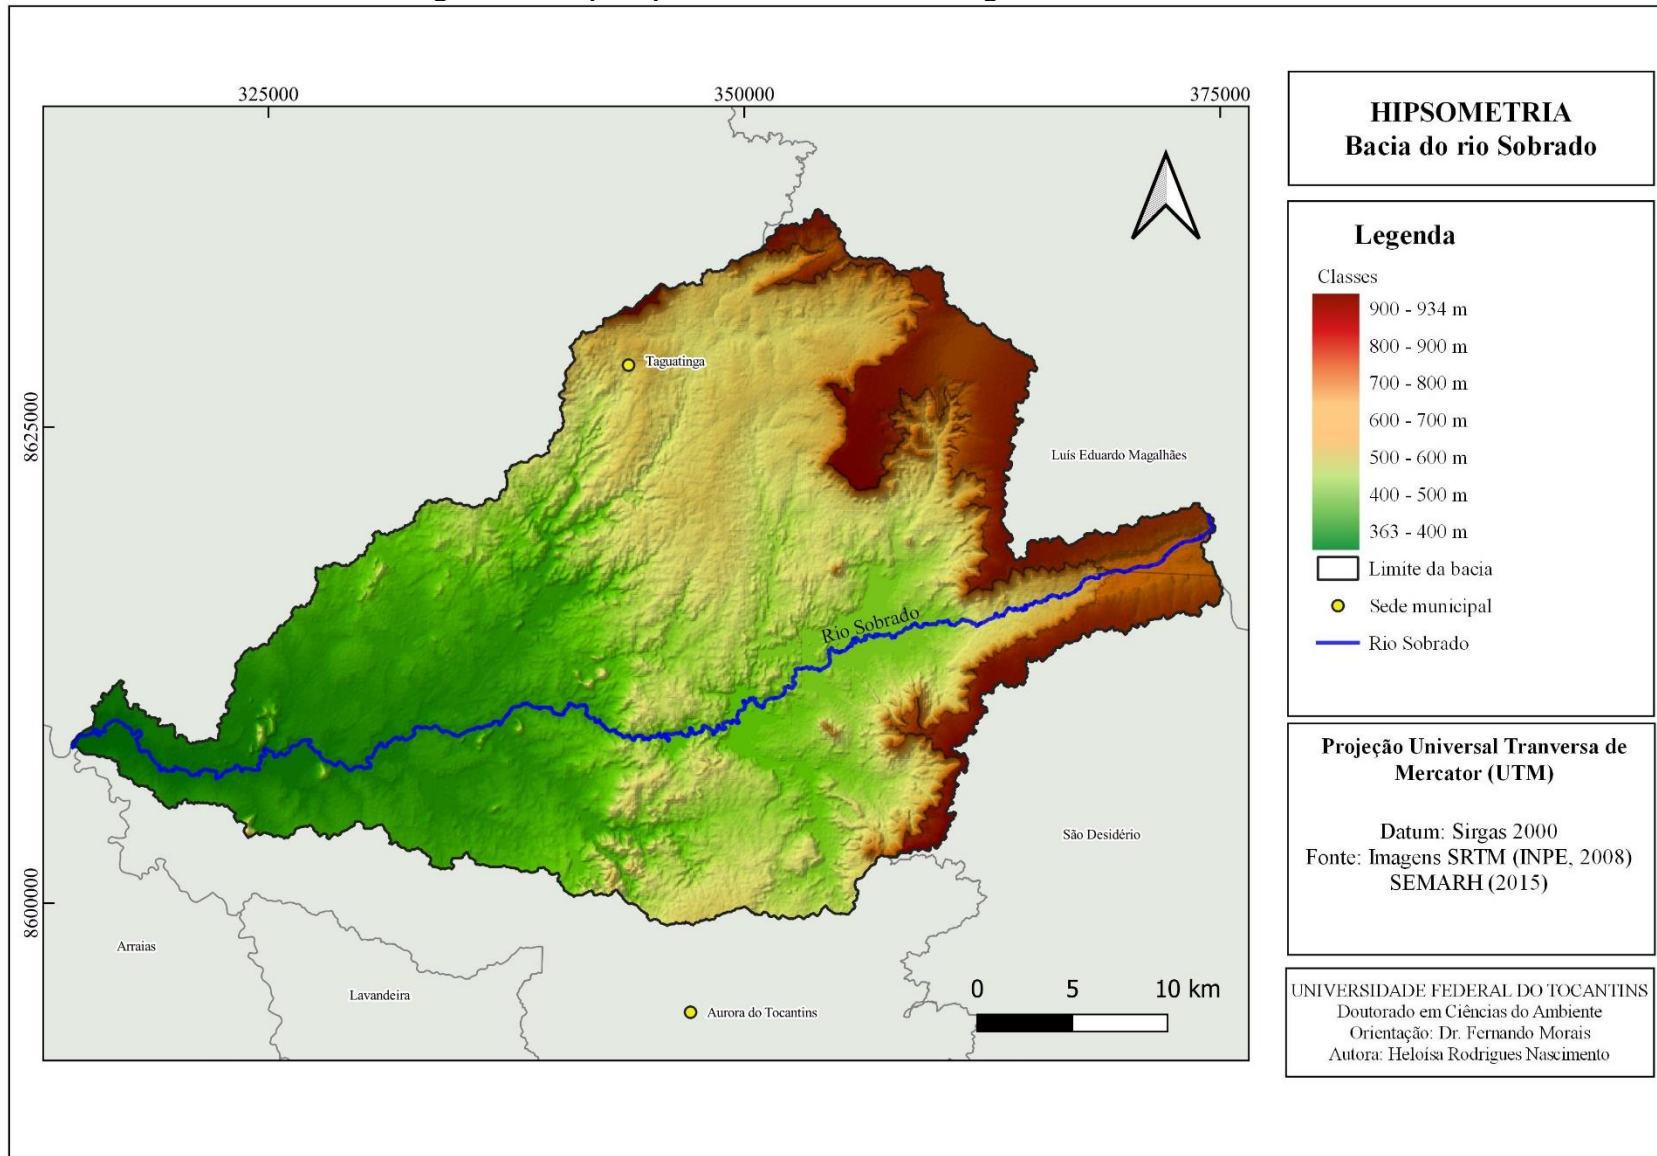 325000
350000
375000
8625000
8600000
Taguatinga
Luís Eduardo Magalhães
Rio Sobrado
São Desidério
Arraias
Lavandeira
Aurora do Tocantins
0 5 10 km
HIPSOMETRIA
Bacia do rio Sobrado
Legenda
Classes
900 - 934 m
800 - 900 m
700 - 800 m
600 - 700 m
500 - 600 m
400 - 500 m
363 - 400 m
Limite da bacia
Sede municipal
Rio Sobrado
Projeção Universal Tranversa de
Mercator (UTM)
Datum: Sirgas 2000
Fonte: Imagens SRTM (INPE, 2008)
SEMARH (2015)
UNIVERSIDADE FEDERAL DO TOCANTINS
Doutorado em Ciências do Ambiente
Orientação: Dr. Fernando Morais
Autora: Heloísa Rodrigues Nascimento